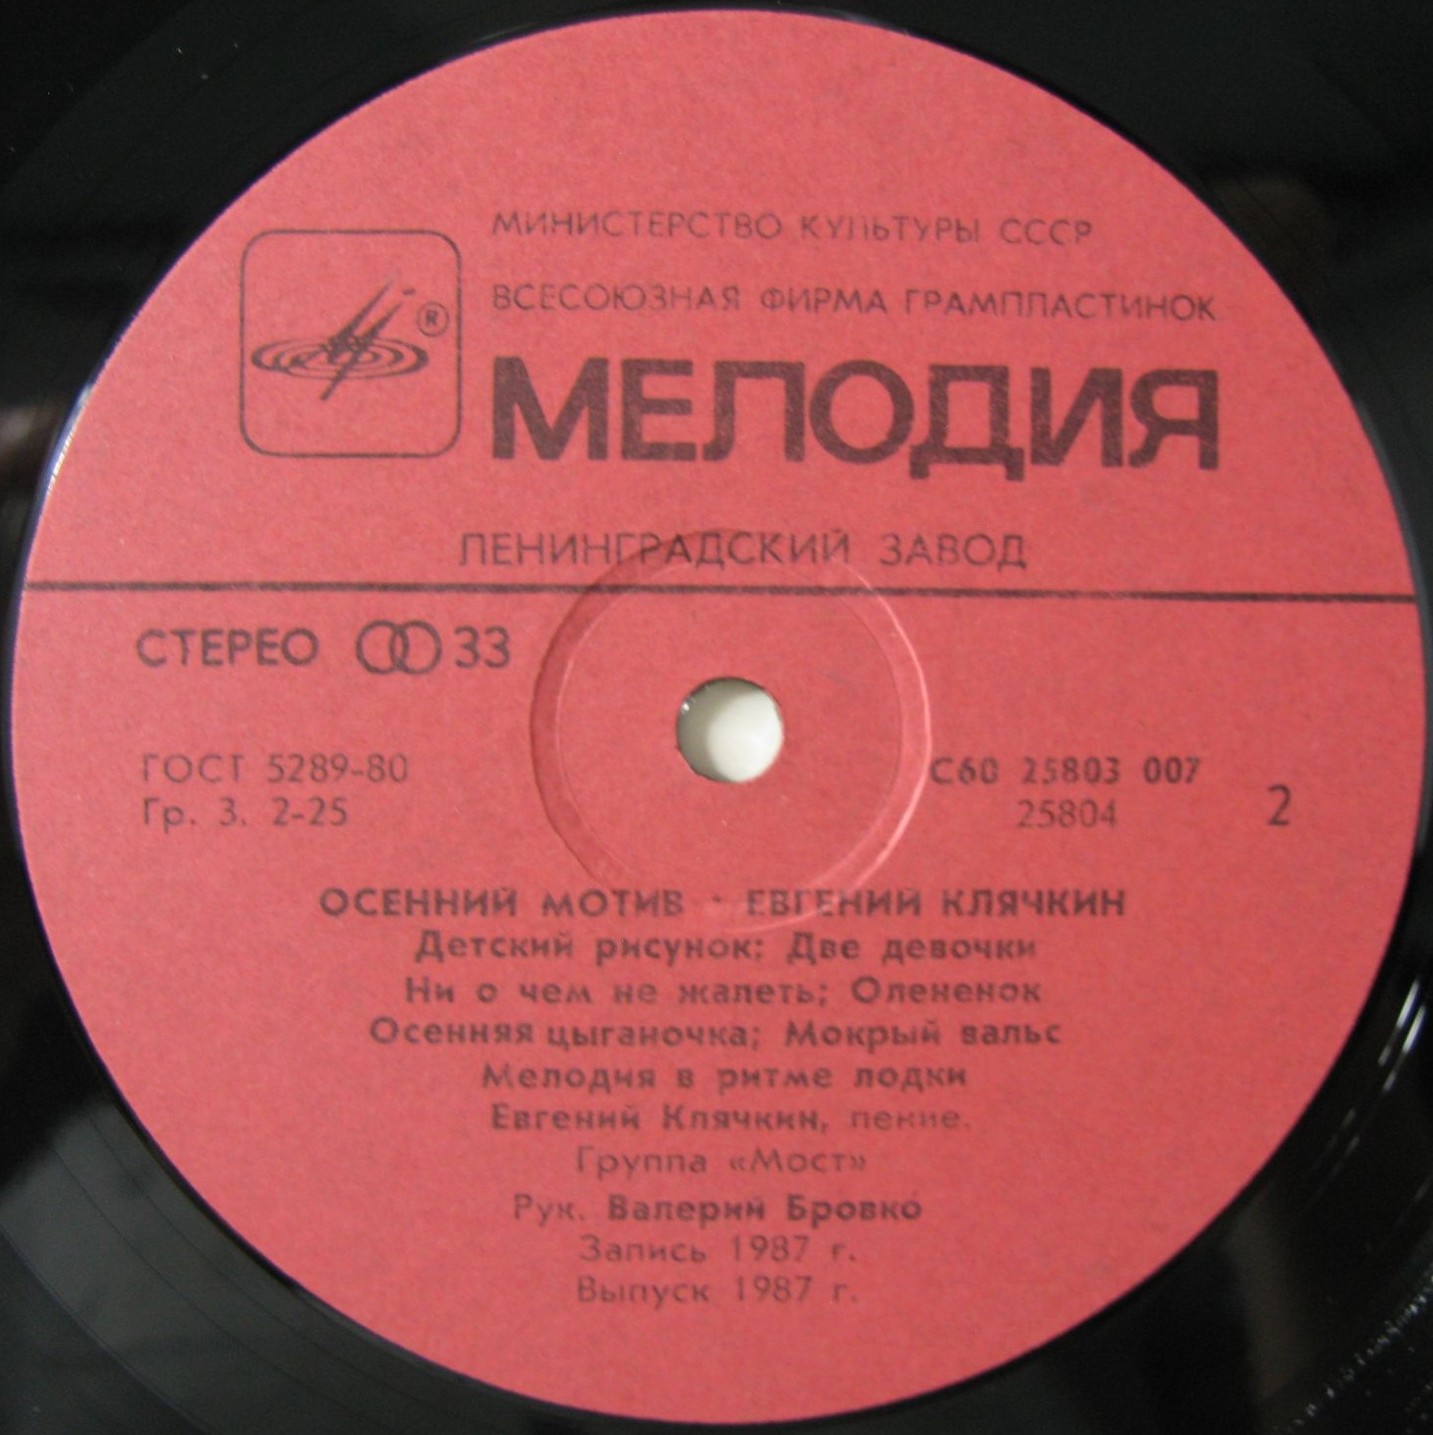 МИНИСТЕРСТВО КУЛЬТУРЫ СССР
ВСЕСОЮЗНАЯ ФИРМА ГРАМПЛАСТИНОК
®
МЕЛОДИЯ
ЛЕНИНГРАДСКИЙ ЗАВОД
СТЕРЕО 33
ГОСТ 5289-80
Гр. 3. 2-25
С60 25803 007
25804
2
ОСЕННИЙ МОТИВ · ЕВГЕНИЙ КЛЯЧКИН
Детский рисунок; Две девочки
Ни о чем не жалеть; Олененок
Осенняя цыганочка; Мокрый вальс
Мелодия в ритме лодки
Евгений Клячкин, пение.
Группа «Мост»
Рук. Валерий Бровко
Запись 1987 г.
Выпуск 1987 г.